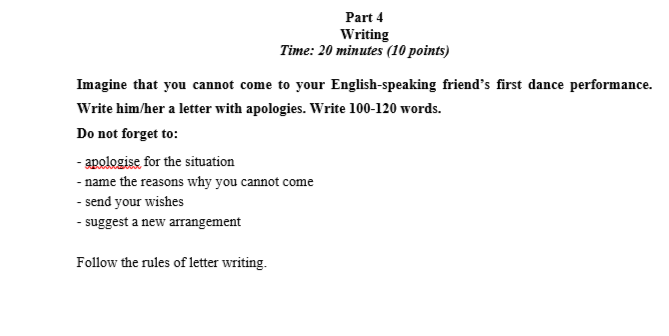 Part 4
Writing
Time: 20 minutes (10 points)
Imagine that you cannot come to your English-speaking friend's first dance performance.
Write him/her a letter with apologies. Write 100-120 words.
Do not forget to:
- apologise for the situation
- name the reasons why you cannot come
- send your wishes
- suggest a new arrangement
Follow the rules of letter writing.